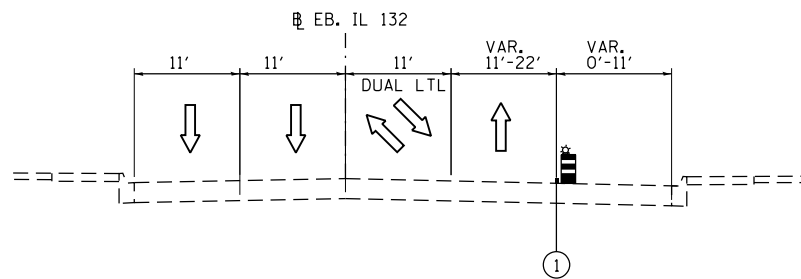 ℄ EB. IL 132
11' 11' 11' VAR. 11'-22' VAR. 0'-11'
DUAL LTL
1